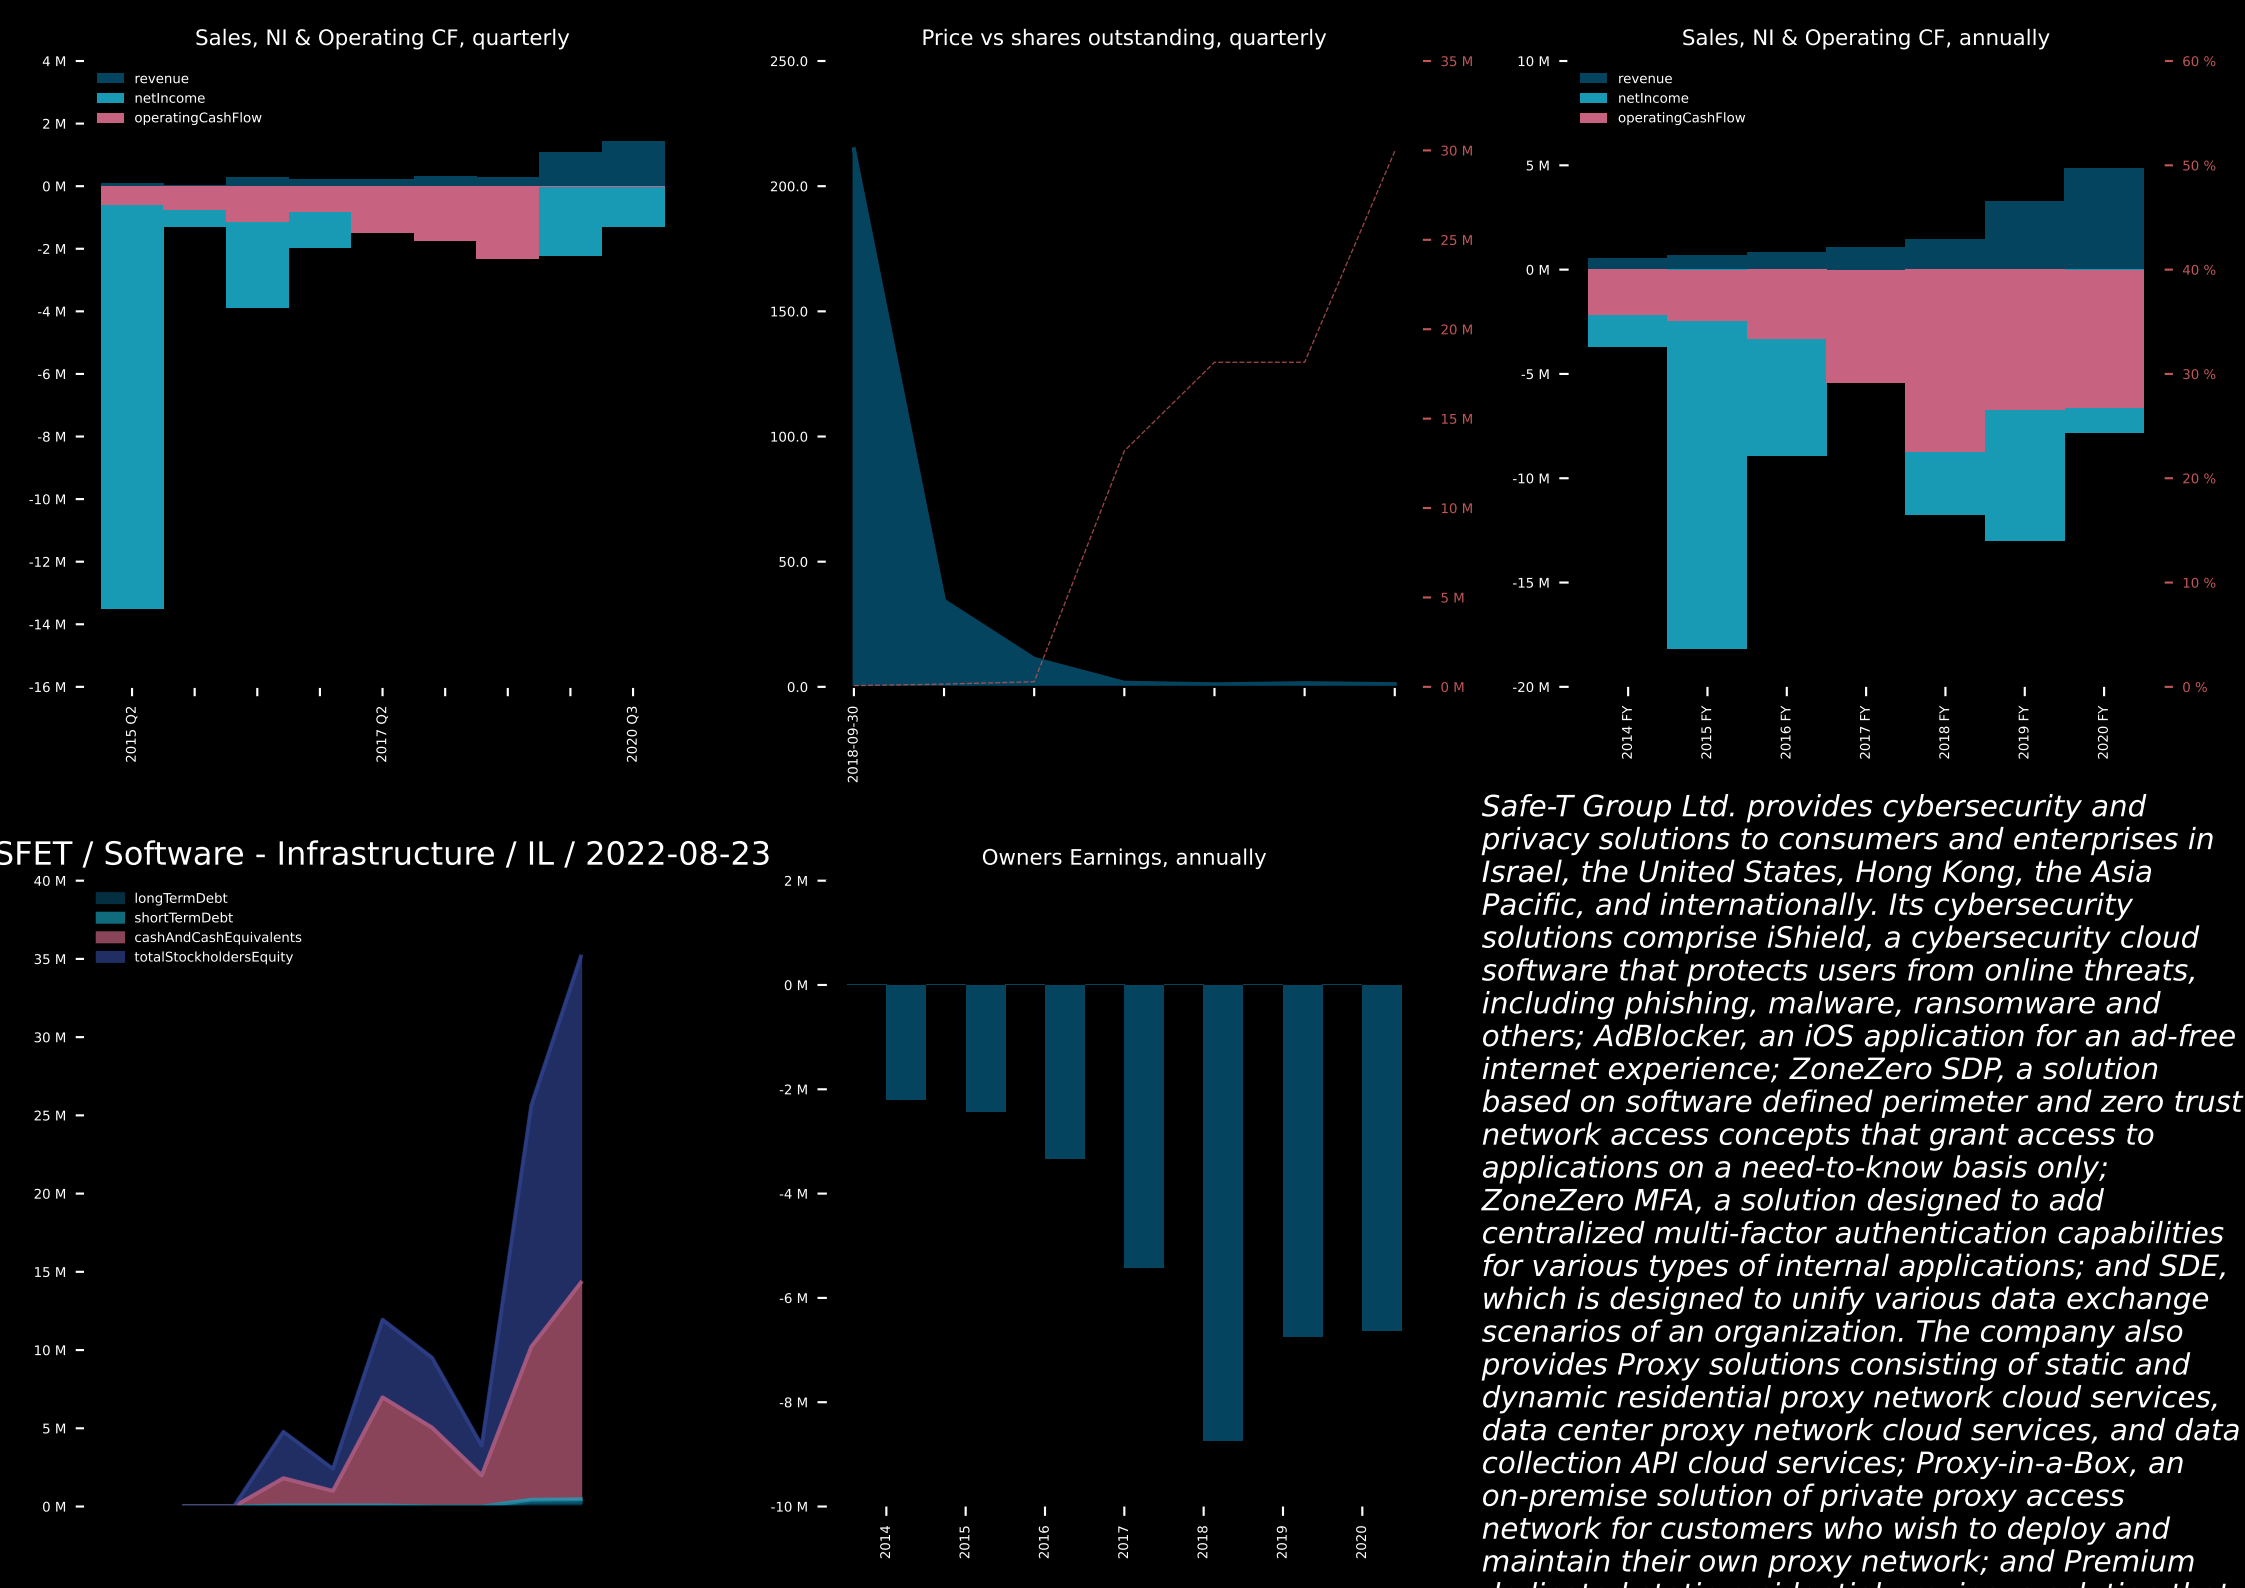 Sales, NI & Operating CF, quarterly
4 M
2 M
0 M
-2 M
-4 M
-6 M
-8 M
-10 M
-12 M
-14 M
-16 M
revenue
netIncome
operatingCashFlow
2015 Q2
2017 Q2
2020 Q3
Price vs shares outstanding, quarterly
250.0
200.0
150.0
100.0
50.0
0.0
35 M
30 M
25 M
20 M
15 M
10 M
5 M
0 M
2018-09-30
Sales, NI & Operating CF, annually
10 M
5 M
0 M
-5 M
-10 M
-15 M
-20 M
revenue
netIncome
operatingCashFlow
60 %
50 %
40 %
30 %
20 %
10 %
0 %
2014 FY
2015 FY
2016 FY
2017 FY
2018 FY
2019 FY
2020 FY
SFET / Software - Infrastructure / IL / 2022-08-23
40 M
35 M
30 M
25 M
20 M
15 M
10 M
5 M
0 M
longTermDebt
shortTermDebt
cashAndCashEquivalents
totalStockholdersEquity
Owners Earnings, annually
2 M
0 M
-2 M
-4 M
-6 M
-8 M
-10 M
2014
2015
2016
2017
2018
2019
2020
Safe-T Group Ltd. provides cybersecurity and
privacy solutions to consumers and enterprises in
Israel, the United States, Hong Kong, the Asia
Pacific, and internationally. Its cybersecurity
solutions comprise iShield, a cybersecurity cloud
software that protects users from online threats,
including phishing, malware, ransomware and
others; AdBlocker, an iOS application for an ad-free
internet experience; ZoneZero SDP, a solution
based on software defined perimeter and zero trust
network access concepts that grant access to
applications on a need-to-know basis only;
ZoneZero MFA, a solution designed to add
centralized multi-factor authentication capabilities
for various types of internal applications; and SDE,
which is designed to unify various data exchange
scenarios of an organization. The company also
provides Proxy solutions consisting of static and
dynamic residential proxy network cloud services,
data center proxy network cloud services, and data
collection API cloud services; Proxy-in-a-Box, an
on-premise solution of private proxy access
network for customers who wish to deploy and
maintain their own proxy network; and Premium